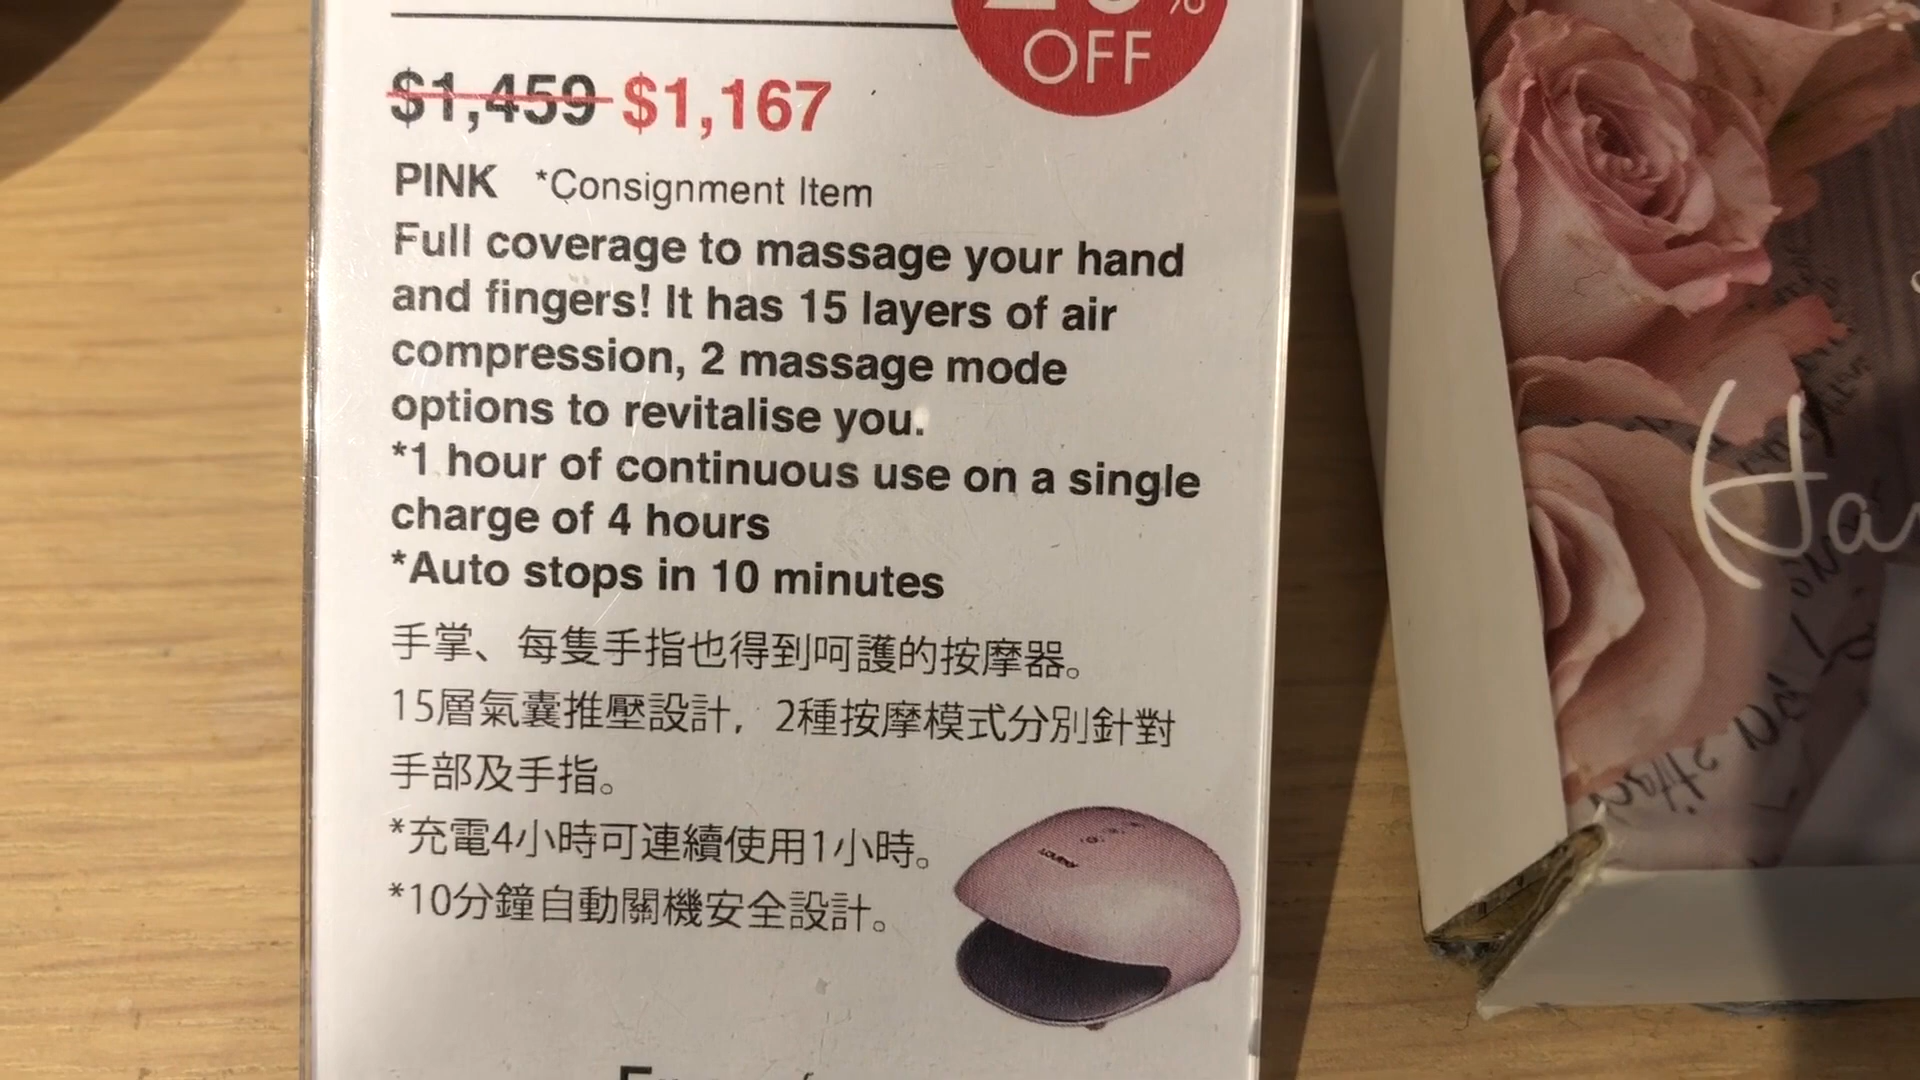 % OFF
$1,459 $1,167
PINK *Consignment Item
Full coverage to massage your hand
and fingers! It has 15 layers of air
compression, 2 massage mode
options to revitalise you.
*1 hour of continuous use on a single
charge of 4 hours
*Auto stops in 10 minutes
手掌、每隻手指也得到呵護的按摩器。
15層氣囊推壓設計，2種按摩模式分別針對
手部及手指。
*充電4小時可連續使用1小時。
*10分鐘自動關機安全設計。